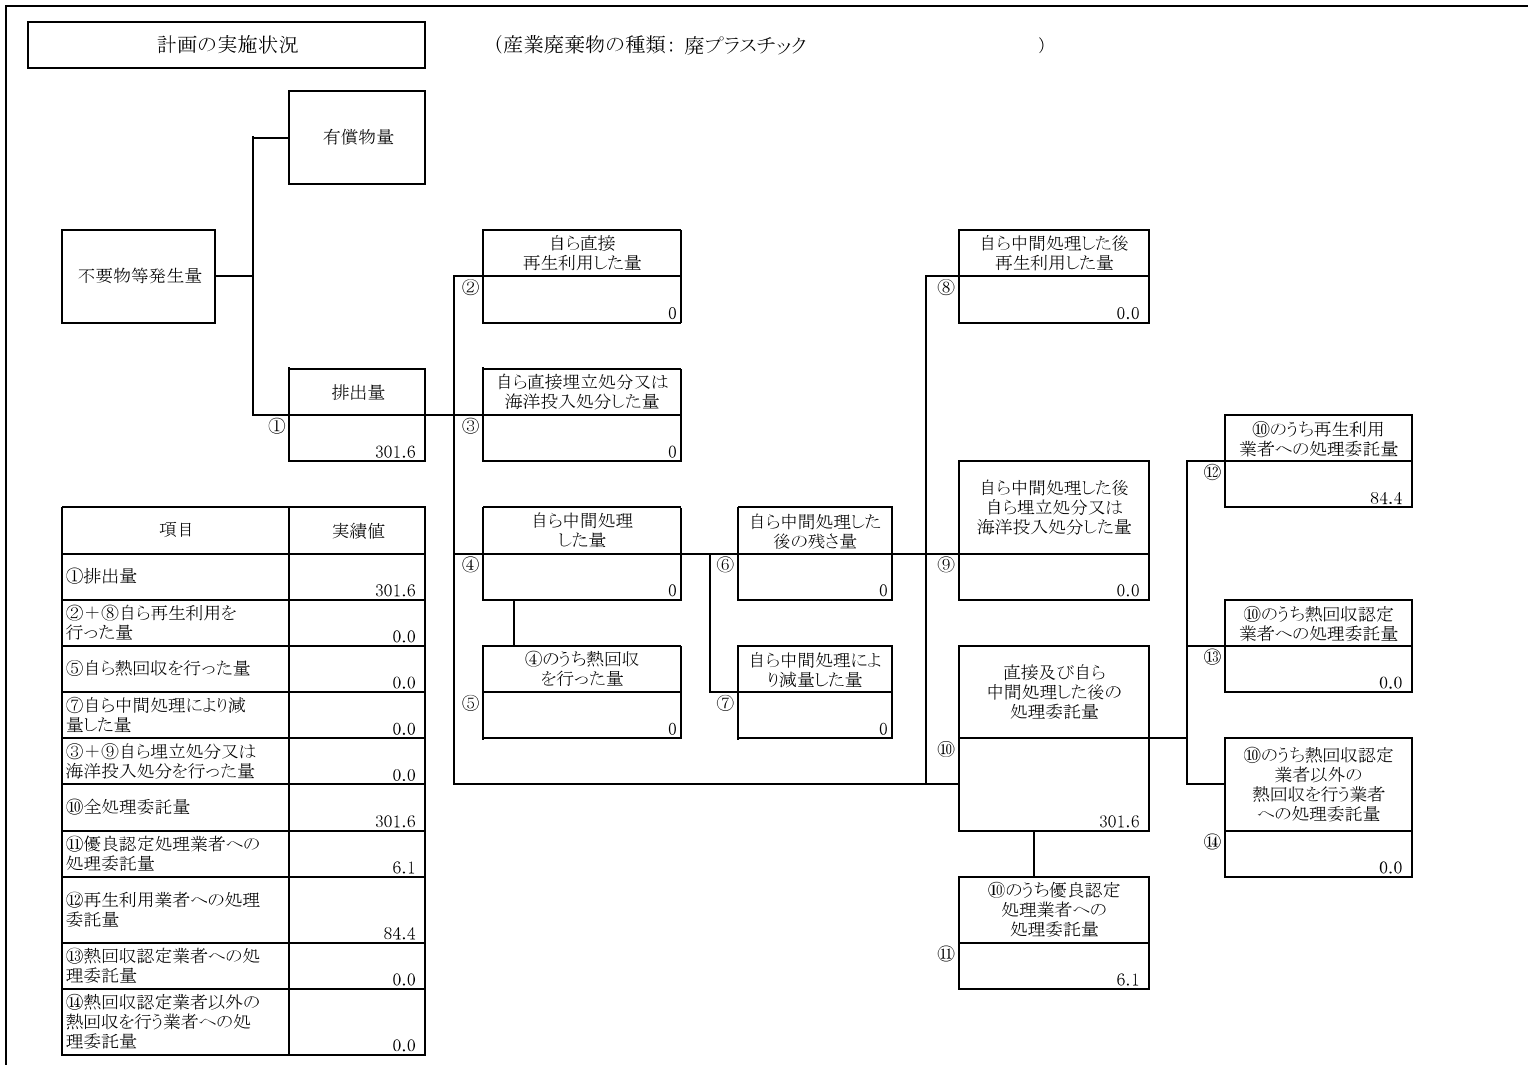 計画の実施状況
（産業廃棄物の種類: 廃プラスチック　　　　　　　　　　）
有償物量
不要物等発生量
排出量
①
301.6
自ら直接
再生利用した量
②
0
自ら直接埋立処分又は
海洋投入処分した量
③
0
自ら中間処理
した量
④
0
④のうち熱回収
を行った量
⑤
0
自ら中間処理した
後の残さ量
⑥
0
自ら中間処理によ
り減量した量
⑦
0
自ら中間処理した後
再生利用した量
⑧
0.0
自ら中間処理した後
自ら埋立処分又は
海洋投入処分した量
⑨
0.0
直接及び自ら
中間処理した後の
処理委託量
⑩
301.6
⑩のうち優良認定
処理業者への
処理委託量
⑪
6.1
⑩のうち再生利用
業者への処理委託量
⑫
84.4
⑩のうち熱回収認定
業者への処理委託量
⑬
0.0
⑩のうち熱回収認定
業者以外の
熱回収を行う業者
への処理委託量
⑭
0.0
項目 実績値
①排出量
301.6
②＋⑧自ら再生利用を
行った量
0.0
⑤自ら熱回収を行った量
0.0
⑦自ら中間処理により減
量した量
0.0
③＋⑨自ら埋立処分又は
海洋投入処分を行った量
0.0
⑩全処理委託量
301.6
⑪優良認定処理業者への
処理委託量
6.1
⑫再生利用業者への処理
委託量
84.4
⑬熱回収認定業者への処
理委託量
0.0
⑭熱回収認定業者以外の
熱回収を行う業者への処
理委託量
0.0